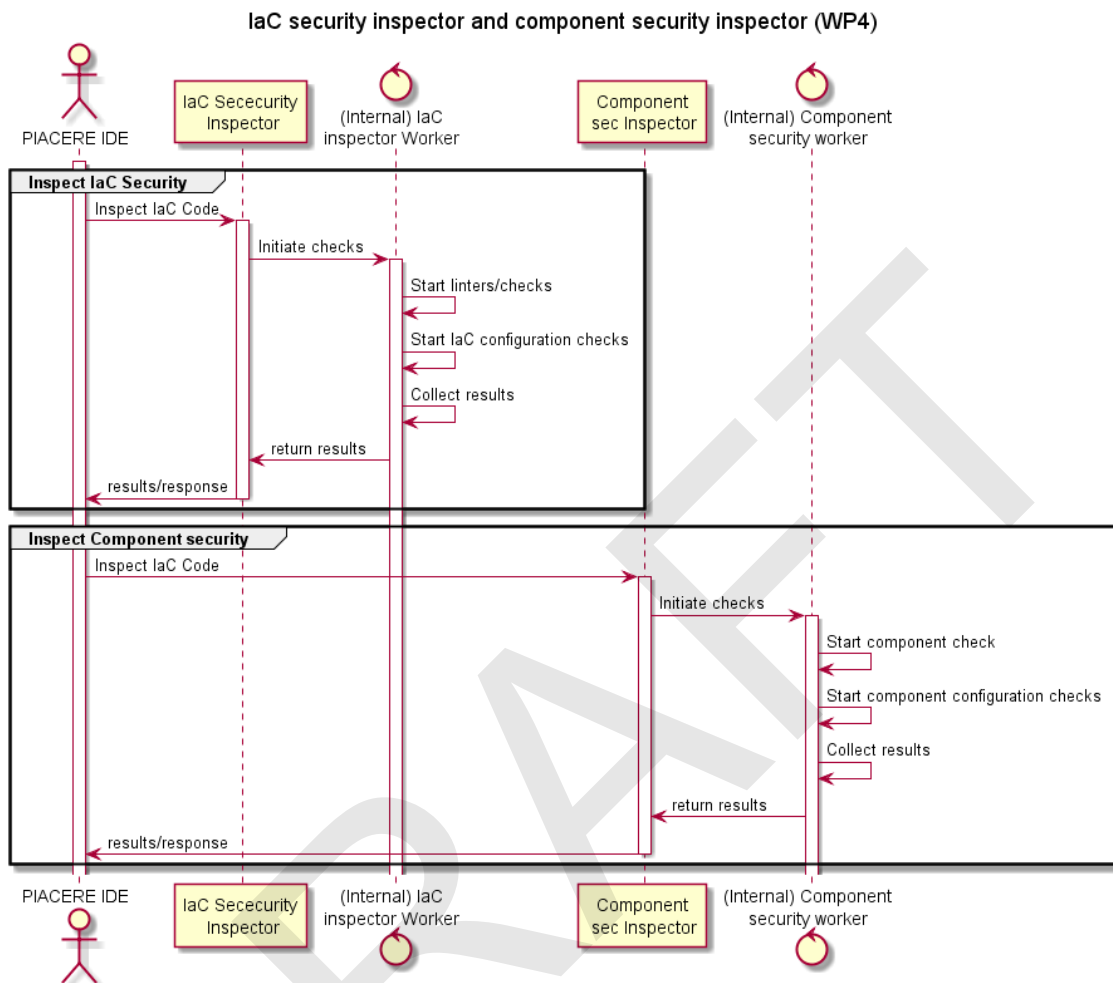 IaC security inspector and component security inspector (WP4)
PIACERE IDE
IaC Sececurity
Inspector
(Internal) IaC
inspector Worker
Component
sec Inspector
(Internal) Component
security worker
Inspect IaC Security
Inspect IaC Code
Initiate checks
Start linters/checks
Start IaC configuration checks
Collect results
return results
results/response
Inspect Component security
Inspect IaC Code
Initiate checks
Start component check
Start component configuration checks
Collect results
return results
results/response
PIACERE IDE
IaC Sececurity
Inspector
(Internal) IaC
inspector Worker
Component
sec Inspector
(Internal) Component
security worker
RAFT